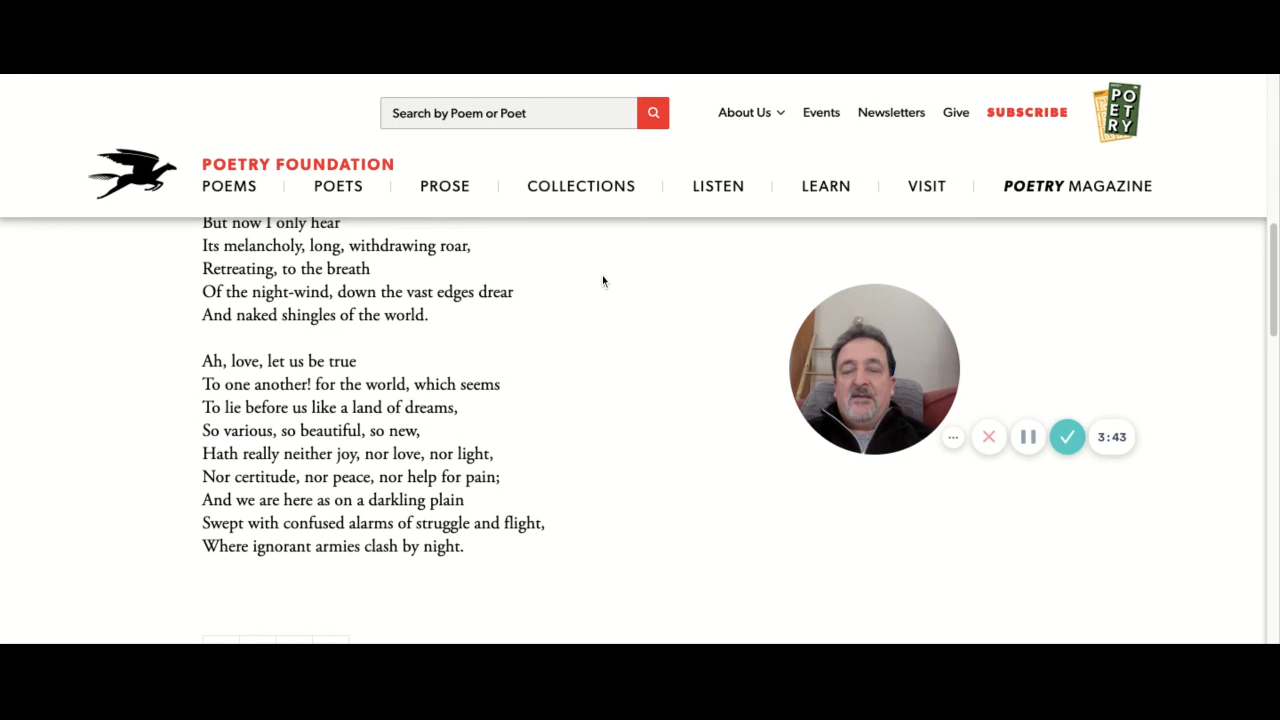 Search by Poem or Poet
About Us
Events
Newsletters
Give
SUBSCRIBE
PO
ET
RY
POETRY FOUNDATION
POEMS
POETS
PROSE
COLLECTIONS
LISTEN
LEARN
VISIT
POETRY MAGAZINE
But now I only hear
Its melancholy, long, withdrawing roar,
Retreating, to the breath
Of the night-wind, down the vast edges drear
And naked shingles of the world.
Ah, love, let us be true
To one another! for the world, which seems
To lie before us like a land of dreams,
So various, so beautiful, so new,
Hath really neither joy, nor love, nor light,
Nor certitude, nor peace, nor help for pain;
And we are here as on a darkling plain
Swept with confused alarms of struggle and flight,
Where ignorant armies clash by night.
3:43